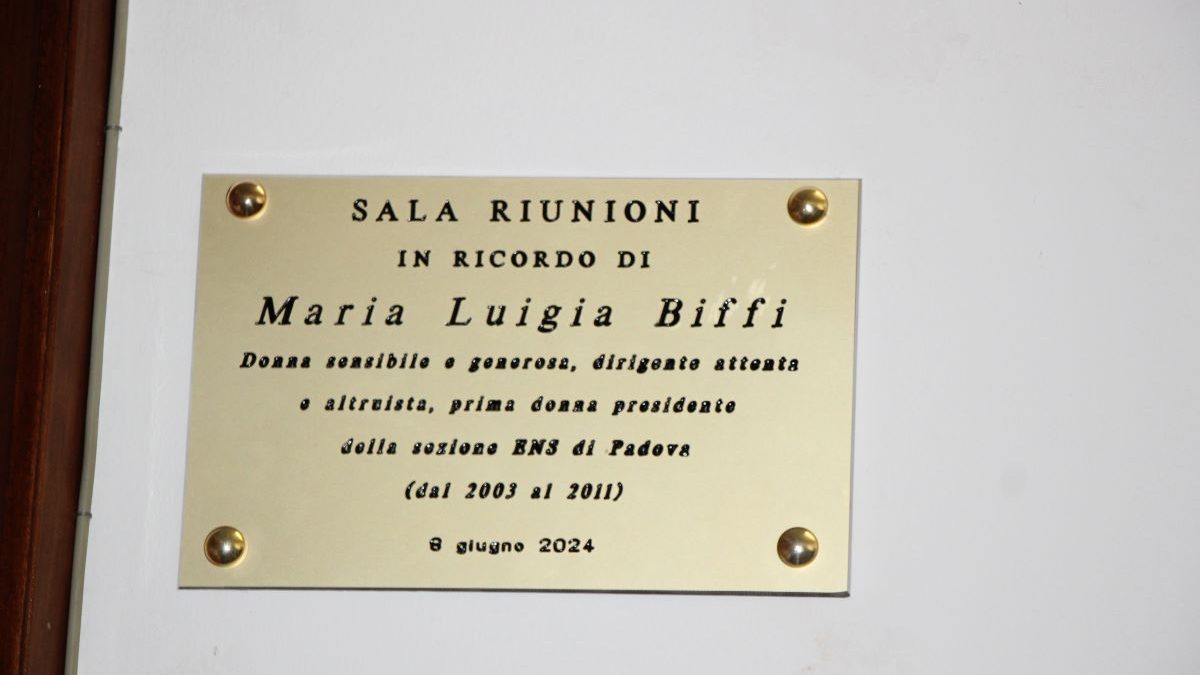 SALA RIUNIONI
IN RICORDO DI
Maria Luigia Biffi
Donna sensibile e generosa, dirigente attenta
e altruista, prima donna presidente
della sezione ENS di Padova
(dal 2003 al 2011)
8 giugno 2024